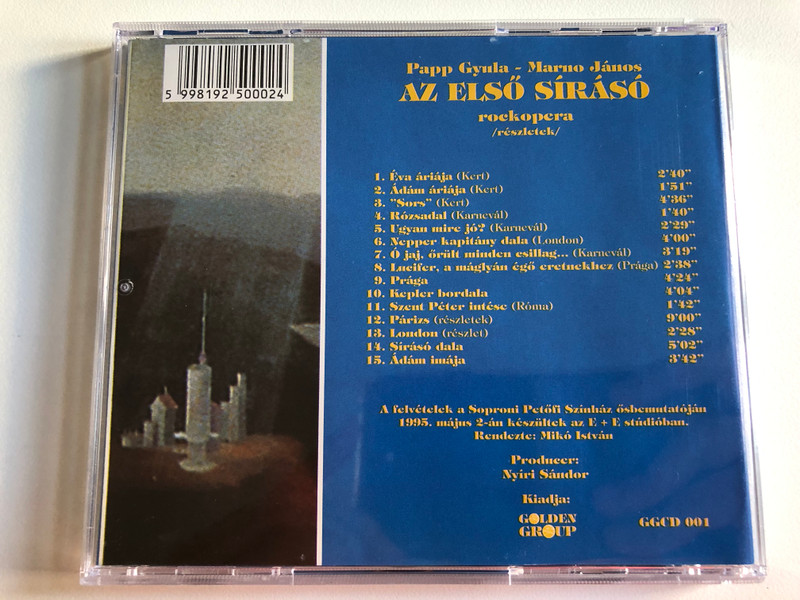 5 998192 500024
Papp Gyula - Marno János
AZ ELSŐ SÍRÁSÓ
rockopera
/részletek/
1. Éva áriája (Kert) 2'40"
2. Ádám áriája (Kert) 1'51"
3. "Sors" (Kert) 4'36"
4. Rózsadal (Karnevál) 1'40"
5. Ugyan mire jó? (Karnevál) 2'29"
6. Nepper kapitány dala (London) 4'00"
7. Ó jaj, őrült minden csillag... (Karnevál) 3'19"
8. Lucifer, a máglyán égő eretnekhez (Prága) 2'38"
9. Prága 4'24"
10. Kepler bordala 4'04"
11. Szent Péter intése (Róma) 1'42"
12. Párizs (részletek) 9'00"
13. London (részlet) 2'28"
14. Sírásó dala 5'02"
15. Ádám imája 3'42"
A felvételek a Soproni Petőfi Színház ősbemutatóján
1995. május 2-án készültek az E + E stúdióban.
Rendezte: Mikó István
Producer:
Nyíri Sándor
Kiadja:
GOLDEN
GROUP
GGCD 001